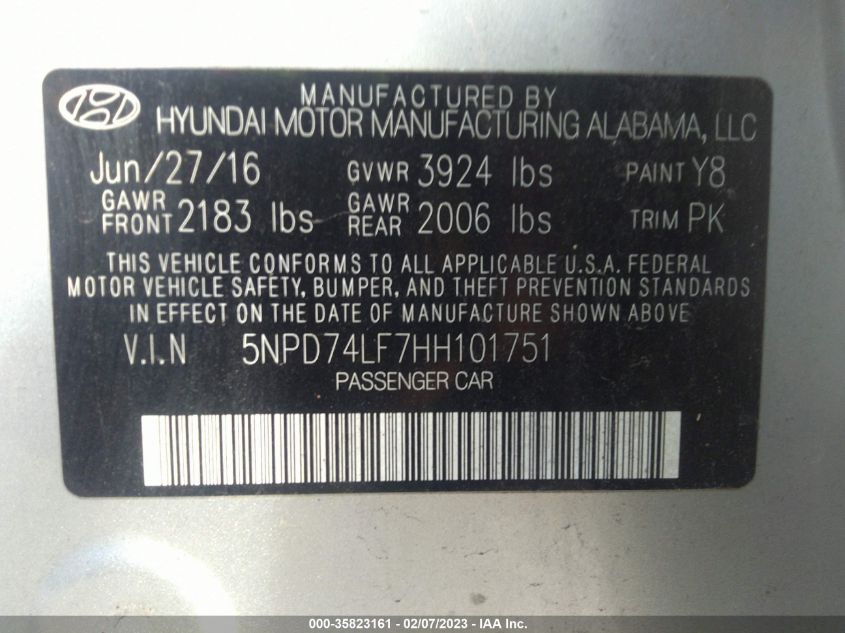 MANUFACTURED BY
HYUNDAI MOTOR MANUFACTURING ALABAMA, LLC
Jun/27/16 GVWR 3924 lbs PAINT Y8
GAWR FRONT 2183 lbs GAWR REAR 2006 lbs TRIM PK
THIS VEHICLE CONFORMS TO ALL APPLICABLE U.S.A. FEDERAL
MOTOR VEHICLE SAFETY, BUMPER, AND THEFT PREVENTION STANDARDS
IN EFFECT ON THE DATE OF MANUFACTURE SHOWN ABOVE
V.I.N 5NPD74LF7HH101751
PASSENGER CAR
000-35823161 - 02/07/2023 - IAA Inc.